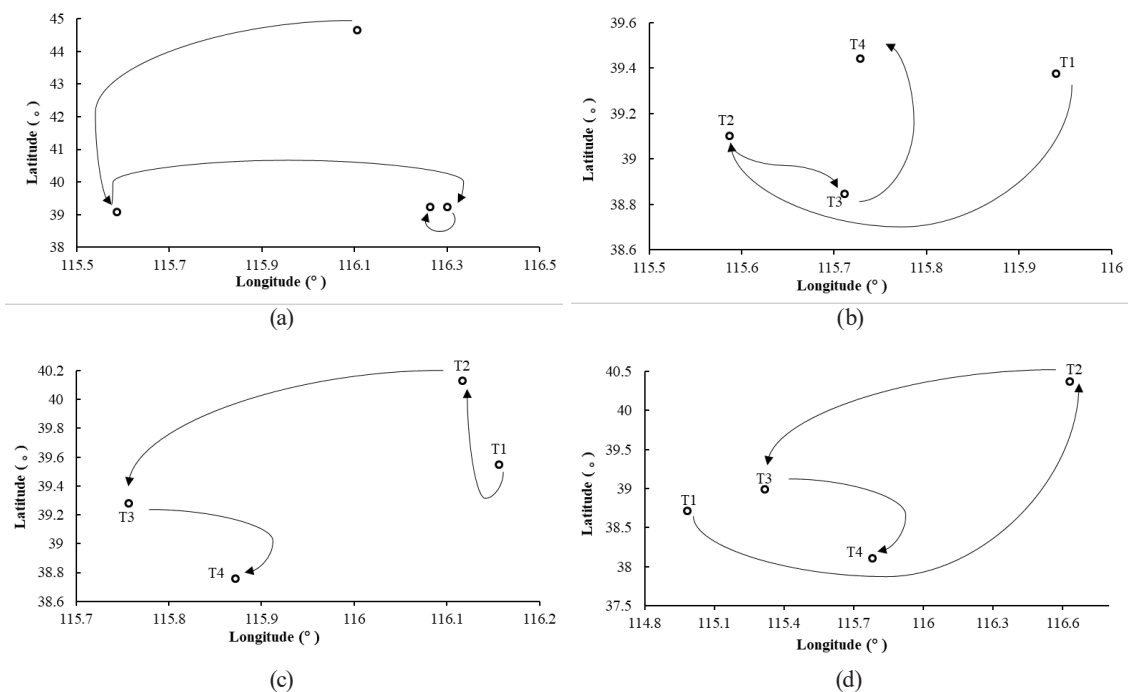 45
44
43
42
41
40
39
38
115.5 115.7 115.9 116.1 116.3 116.5
Latitude ( 。)
Longitude (° )
(a)
39.6
39.4
39.2
39
38.8
38.6
115.5 115.6 115.7 115.8 115.9 116
Latitude ( 。)
Longitude (° )
T4
T1
T2
T3
(b)
40.2
40
39.8
39.6
39.4
39.2
39
38.8
38.6
115.7 115.8 115.9 116 116.1 116.2
Latitude ( 。)
Longitude (° )
T2
T1
T3
T4
(c)
40.5
40
39.5
39
38.5
38
37.5
114.8 115.1 115.4 115.7 116 116.3 116.6
Latitude ( 。)
Longitude (° )
T2
T3
T1
T4
(d)